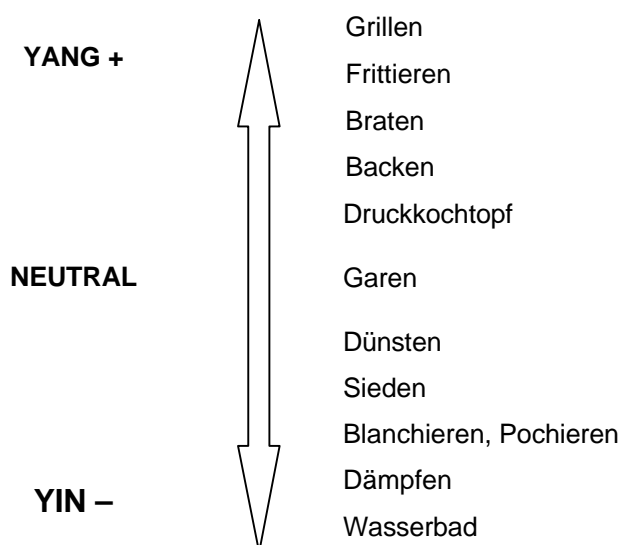 Grillen
YANG +
Frittieren
Braten
Backen
Druckkochtopf
NEUTRAL
Garen
Dünsten
Sieden
Blanchieren, Pochieren
Dämpfen
YIN –
Wasserbad